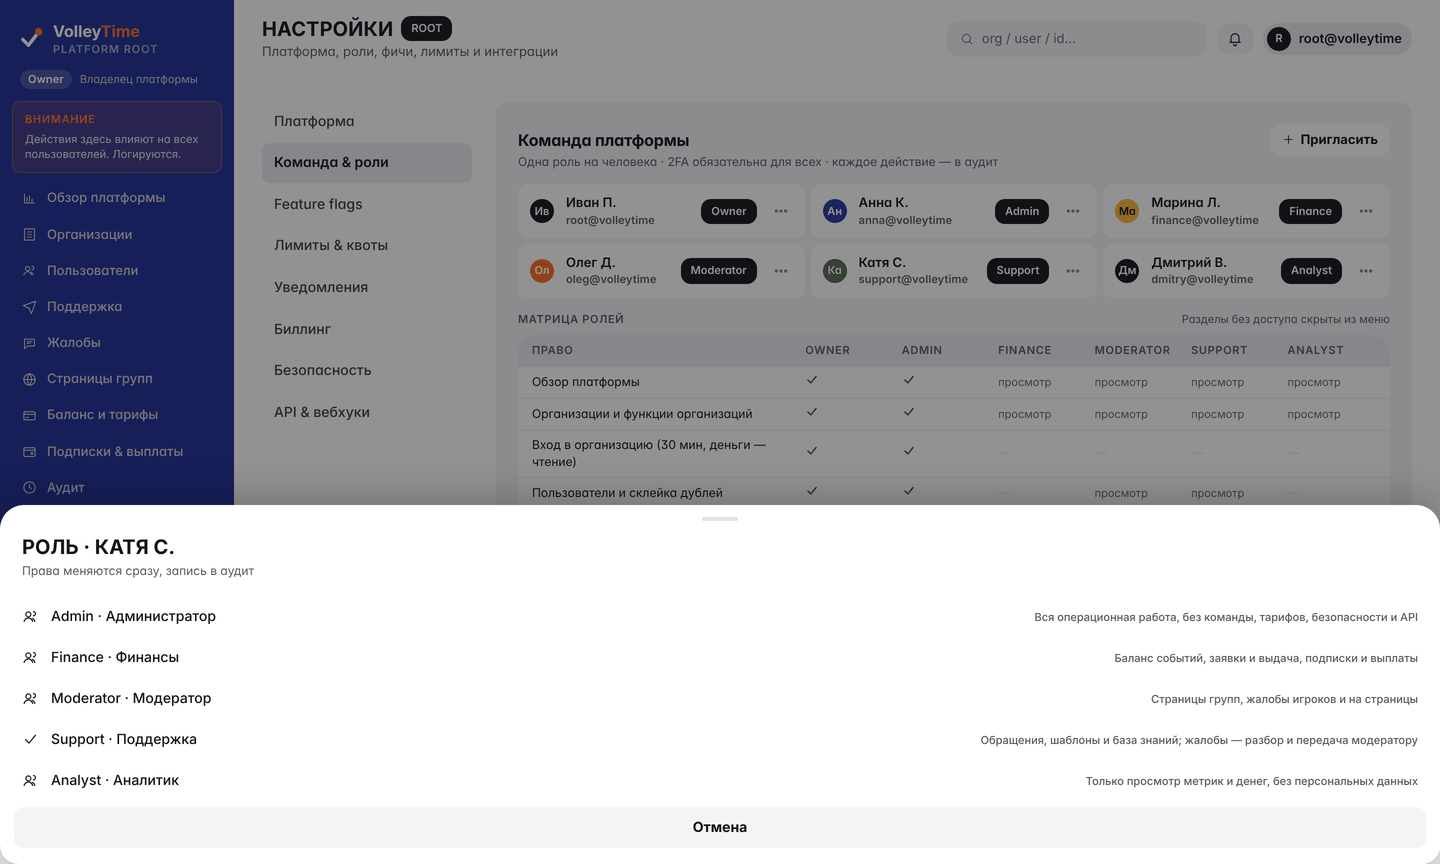 VolleyTime
PLATFORM ROOT
Owner Владелец платформы
ВНИМАНИЕ
Действия здесь влияют на всех
пользователей. Логируются.
Обзор платформы
Организации
Пользователи
Поддержка
Жалобы
Страницы групп
Баланс и тарифы
Подписки & выплаты
Аудит
НАСТРОЙКИ ROOT
Платформа, роли, фичи, лимиты и интеграции
org / user / id...
R root@volleytime
Платформа
Команда & роли
Feature flags
Лимиты & квоты
Уведомления
Биллинг
Безопасность
API & вебхуки
Команда платформы
Одна роль на человека · 2FA обязательна для всех · каждое действие — в аудит
+ Пригласить
Ив Иван П. root@volleytime Owner ···
Ан Анна К. anna@volleytime Admin ···
Ма Марина Л. finance@volleytime Finance ···
Ол Олег Д. oleg@volleytime Moderator ···
Ка Катя С. support@volleytime Support ···
Дм Дмитрий В. dmitry@volleytime Analyst ···
МАТРИЦА РОЛЕЙ
Разделы без доступа скрыты из меню
ПРАВО OWNER ADMIN FINANCE MODERATOR SUPPORT ANALYST
Обзор платформы ✓ ✓ просмотр просмотр просмотр просмотр
Организации и функции организаций ✓ ✓ просмотр просмотр просмотр просмотр
Вход в организацию (30 мин, деньги —
чтение) ✓ ✓ — — — —
Пользователи и склейка дублей ✓ ✓ — просмотр просмотр —
РОЛЬ · КАТЯ С.
Права меняются сразу, запись в аудит
Admin · Администратор Вся операционная работа, без команды, тарифов, безопасности и API
Finance · Финансы Баланс событий, заявки и выдача, подписки и выплаты
Moderator · Модератор Страницы групп, жалобы игроков и на страницы
Support · Поддержка Обращения, шаблоны и база знаний; жалобы — разбор и передача модератору
Analyst · Аналитик Только просмотр метрик и денег, без персональных данных
Отмена